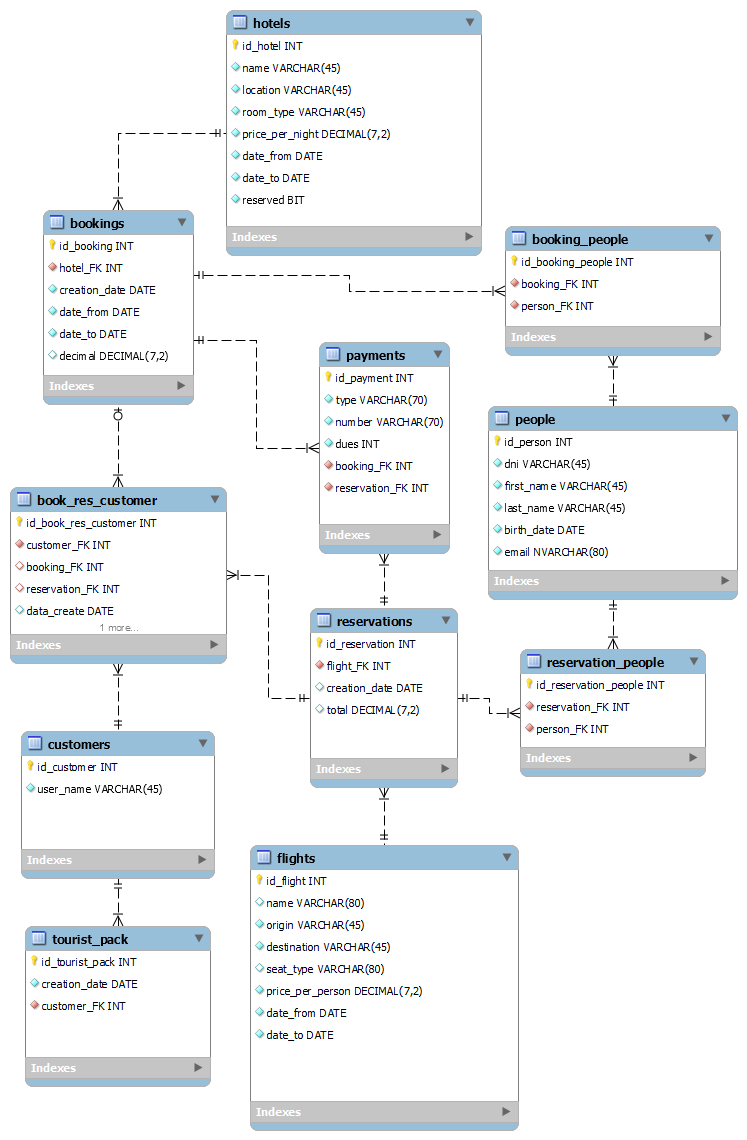 hotels
id_hotel INT
name VARCHAR(45)
location VARCHAR(45)
room_type VARCHAR(45)
price_per_night DECIMAL(7,2)
date_from DATE
date_to DATE
reserved BIT
Indexes
bookings
id_booking INT
hotel_FK INT
creation_date DATE
date_from DATE
date_to DATE
decimal DECIMAL(7,2)
Indexes
booking_people
id_booking_people INT
booking_FK INT
person_FK INT
Indexes
payments
id_payment INT
type VARCHAR(70)
number VARCHAR(70)
dues INT
booking_FK INT
reservation_FK INT
Indexes
people
id_person INT
dni VARCHAR(45)
first_name VARCHAR(45)
last_name VARCHAR(45)
birth_date DATE
email NVARCHAR(80)
Indexes
book_res_customer
id_book_res_customer INT
customer_FK INT
booking_FK INT
reservation_FK INT
data_create DATE
1 more...
Indexes
reservations
id_reservation INT
flight_FK INT
creation_date DATE
total DECIMAL(7,2)
Indexes
reservation_people
id_reservation_people INT
reservation_FK INT
person_FK INT
Indexes
customers
id_customer INT
user_name VARCHAR(45)
Indexes
flights
id_flight INT
name VARCHAR(80)
origin VARCHAR(45)
destination VARCHAR(45)
seat_type VARCHAR(80)
price_per_person DECIMAL(7,2)
date_from DATE
date_to DATE
Indexes
tourist_pack
id_tourist_pack INT
creation_date DATE
customer_FK INT
Indexes